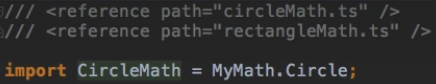 /// <reference path="circleMath.ts" />
/// <reference path="rectangleMath.ts" />
import CircleMath = MyMath.Circle;